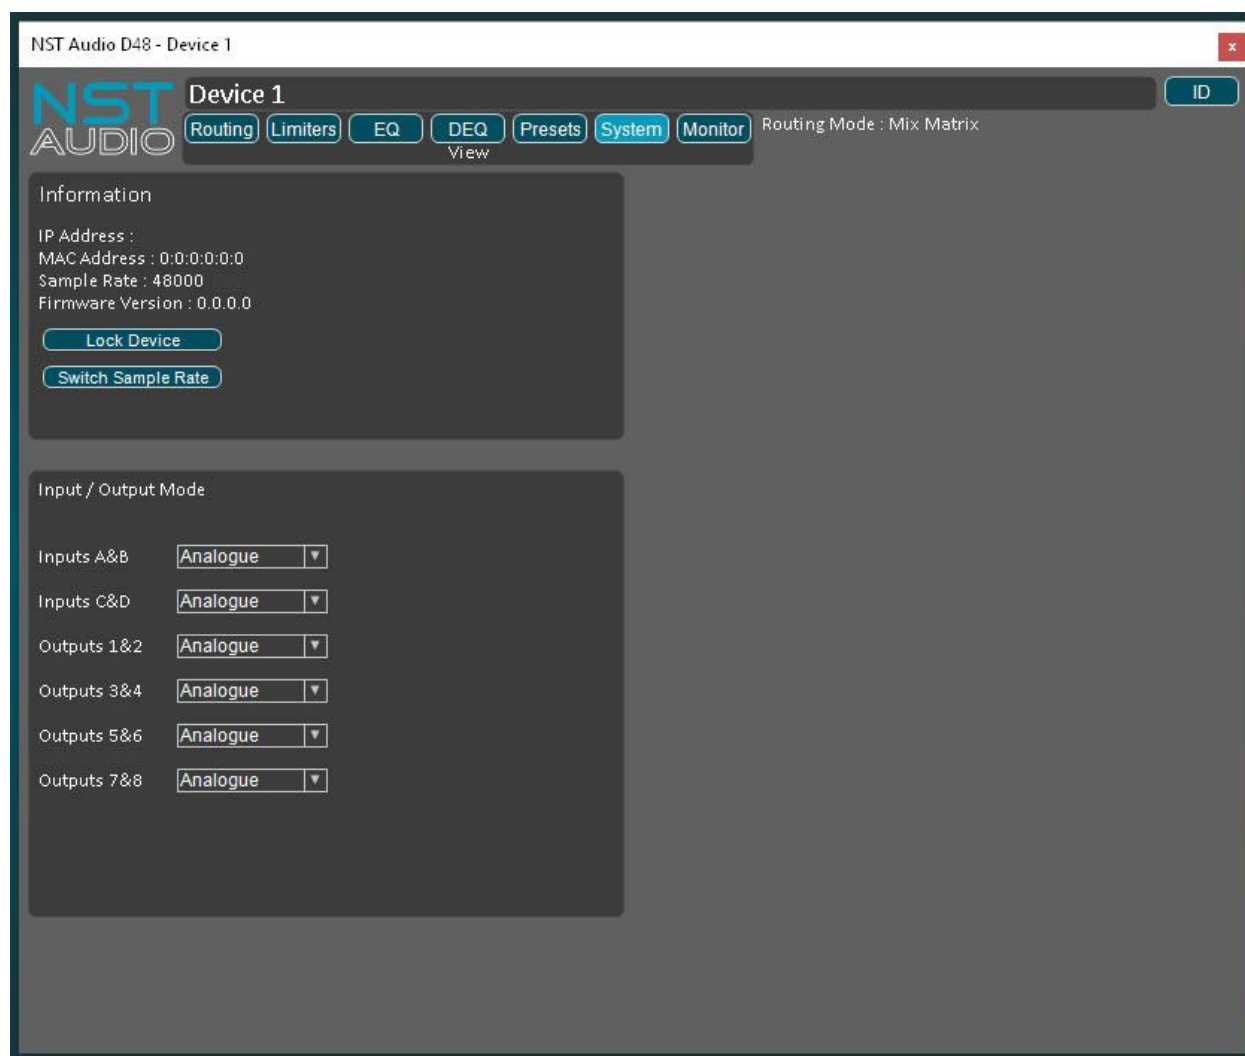 NST Audio D48 - Device 1
x
NST
AUDIO
Device 1
ID
Routing Limiters EQ DEQ Presets System Monitor Routing Mode : Mix Matrix
View
Information
IP Address :
MAC Address : 0:0:0:0:0:0
Sample Rate : 48000
Firmware Version : 0.0.0.0
Lock Device
Switch Sample Rate
Input / Output Mode
Inputs A&B Analogue
Inputs C&D Analogue
Outputs 1&2 Analogue
Outputs 3&4 Analogue
Outputs 5&6 Analogue
Outputs 7&8 Analogue